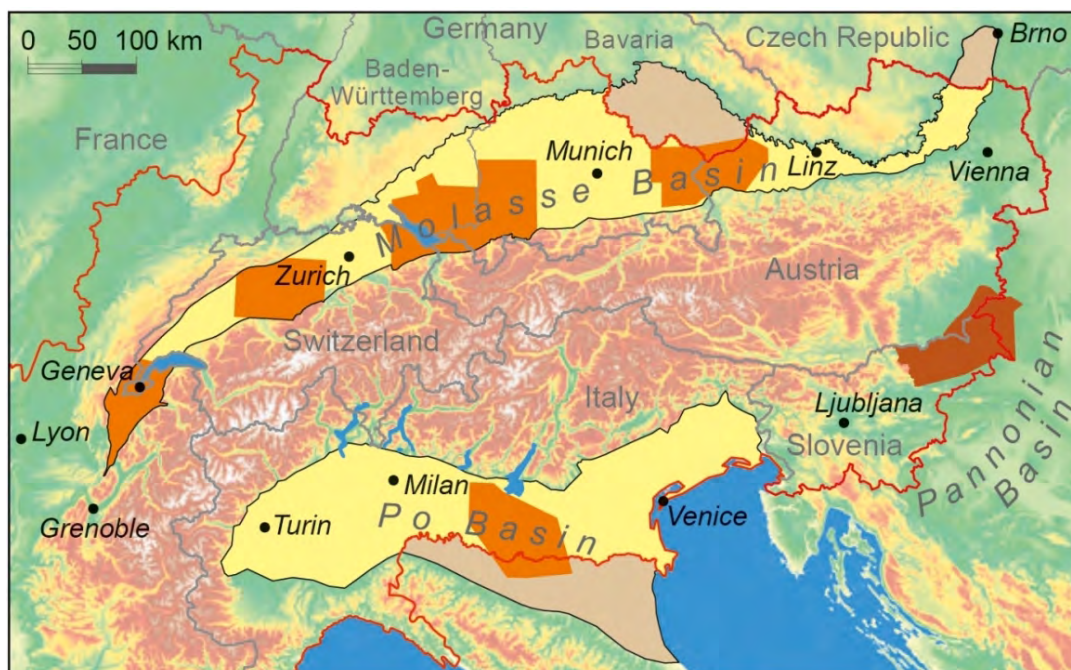 0 50 100 km
Germany
Bavaria
Czech Republic
Brno
Baden-
Württemberg
France
Munich
Linz
Vienna
Molasse Basin
Zurich
Austria
Switzerland
Geneva
Italy
Ljubljana
Slovenia
Pannonian
Basin
Lyon
Milan
Grenoble
Turin
Po Basin
Venice